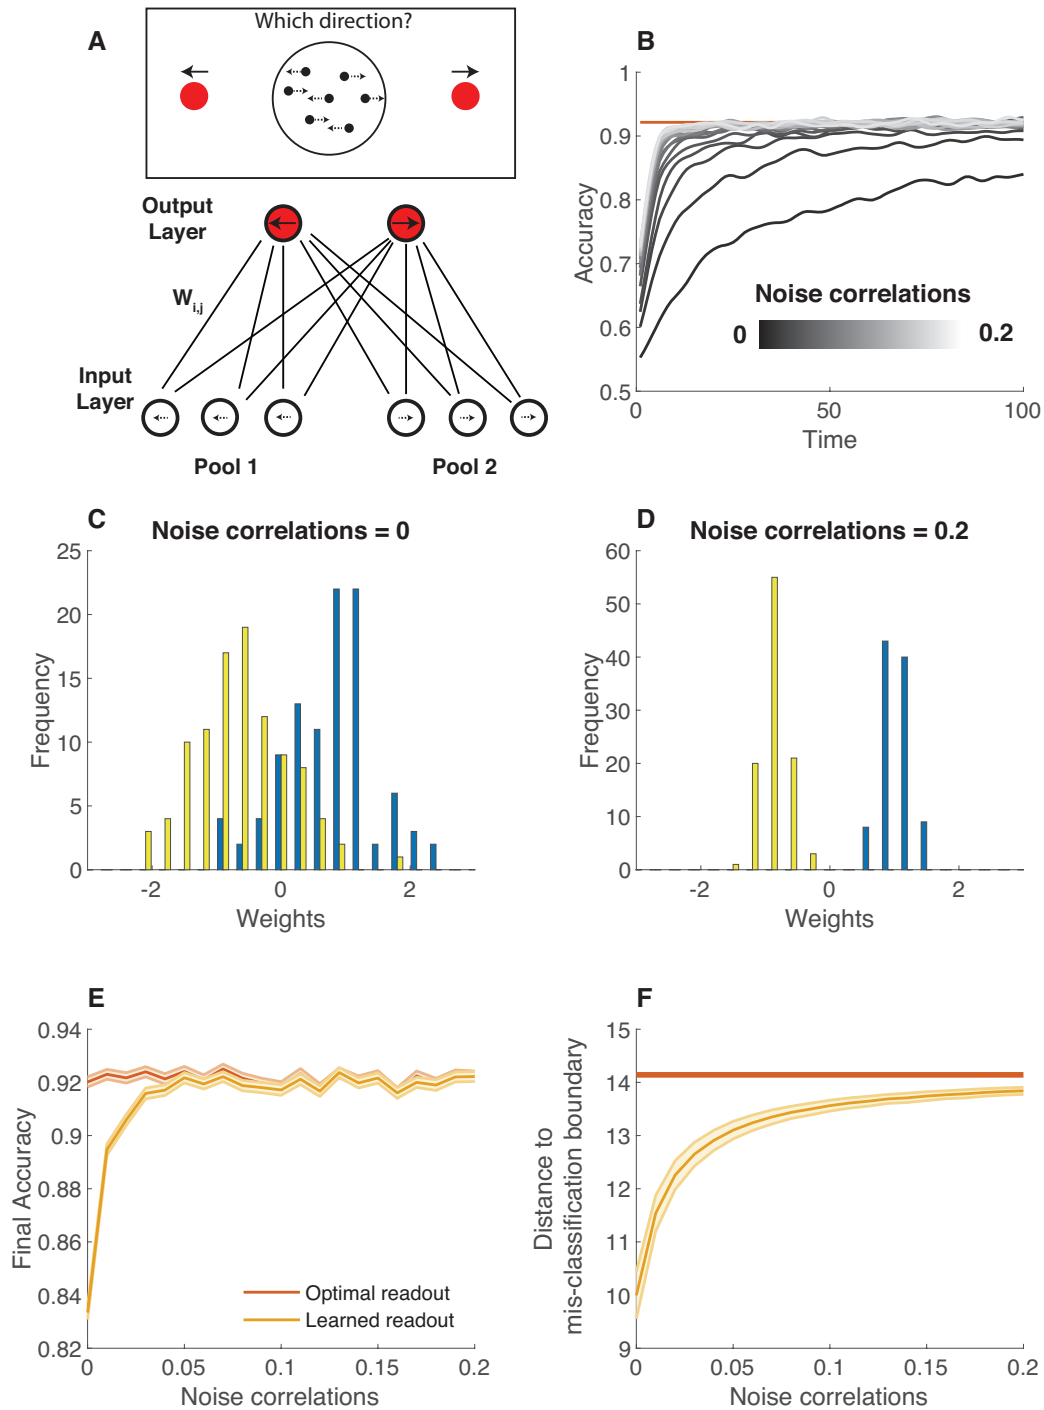 A
Which direction?
Output
Layer
W i,j
Input
Layer
Pool 1
Pool 2
B
1
0.9
0.8
0.7
0.6
0.5
Accuracy
Noise correlations
0
0.2
0
50
100
Time
C
Noise correlations = 0
25
20
15
10
5
0
Frequency
-2
0
2
Weights
D
Noise correlations = 0.2
60
50
40
30
20
10
0
Frequency
-2
0
2
Weights
E
0.94
0.92
0.9
0.88
0.86
0.84
0.82
Final Accuracy
Optimal readout
Learned readout
0
0.05
0.1
0.15
0.2
Noise correlations
F
15
14
13
12
11
10
9
Distance to
mis-classification boundary
0
0.05
0.1
0.15
0.2
Noise correlations